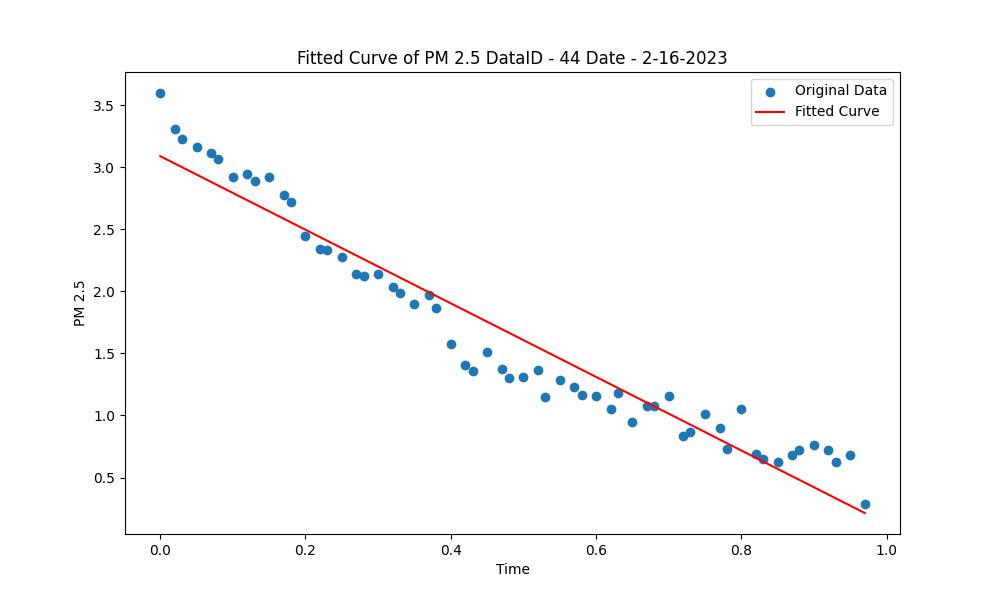 Fitted Curve of PM 2.5 DataID - 44 Date - 2-16-2023
Original Data
Fitted Curve
PM 2.5
3.5
3.0
2.5
2.0
1.5
1.0
0.5
0.0 0.2 0.4 0.6 0.8 1.0
Time